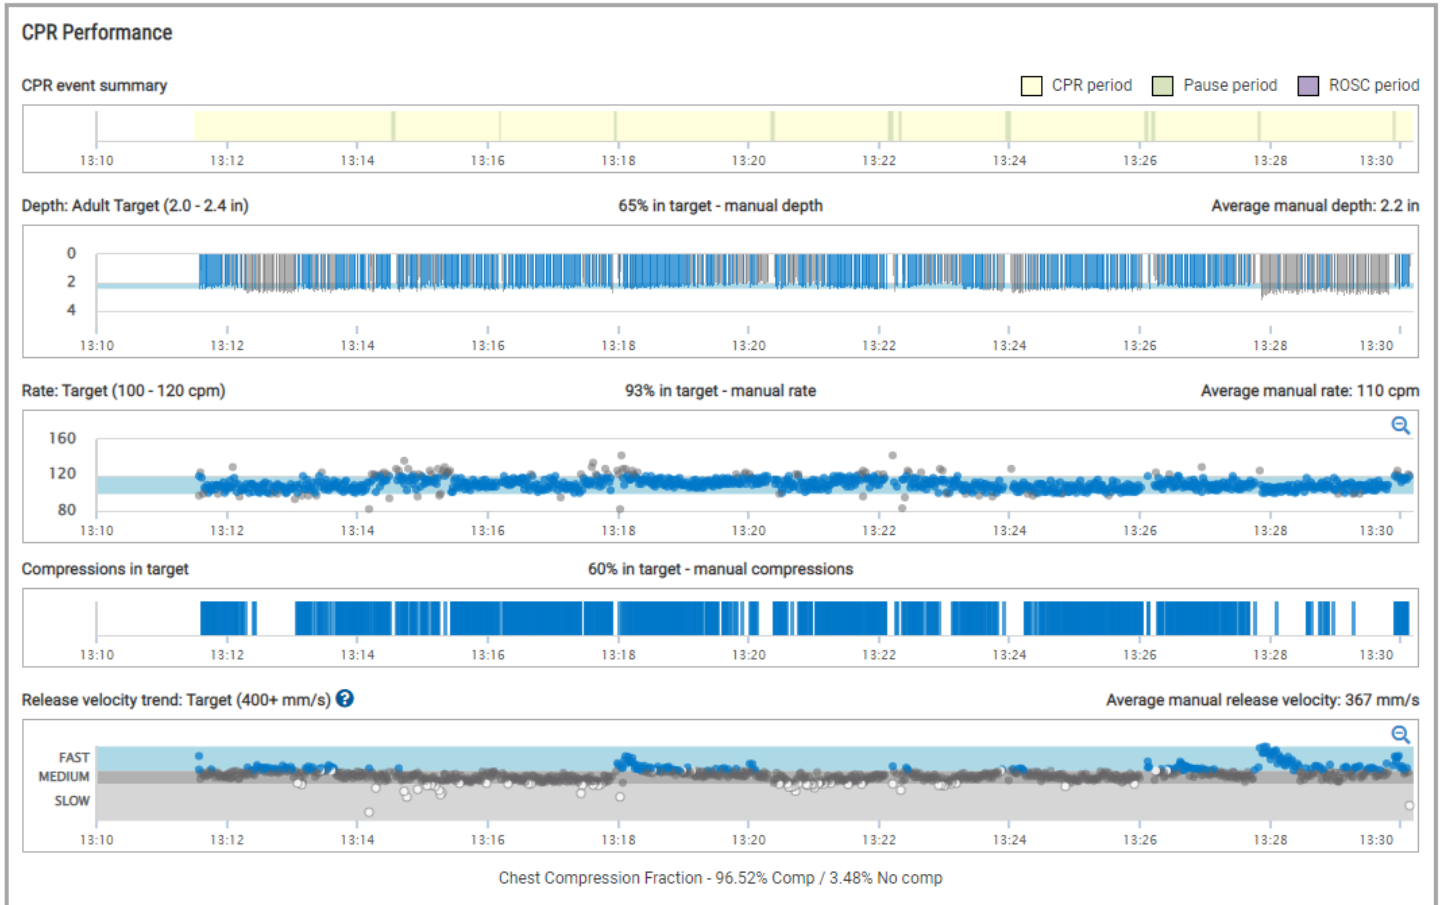 CPR Performance
CPR event summary CPR period Pause period ROSC period
13:10 13:12 13:14 13:16 13:18 13:20 13:22 13:24 13:26 13:28 13:30
Depth: Adult Target (2.0 - 2.4 in) 65% in target - manual depth Average manual depth: 2.2 in
0
2
4
13:10 13:12 13:14 13:16 13:18 13:20 13:22 13:24 13:26 13:28 13:30
Rate: Target (100 - 120 cpm) 93% in target - manual rate Average manual rate: 110 cpm
160
120
80
13:10 13:12 13:14 13:16 13:18 13:20 13:22 13:24 13:26 13:28 13:30
Compressions in target 60% in target - manual compressions
13:10 13:12 13:14 13:16 13:18 13:20 13:22 13:24 13:26 13:28 13:30
Release velocity trend: Target (400+ mm/s) ? Average manual release velocity: 367 mm/s
FAST
MEDIUM
SLOW
13:10 13:12 13:14 13:16 13:18 13:20 13:22 13:24 13:26 13:28 13:30
Chest Compression Fraction - 96.52% Comp / 3.48% No comp